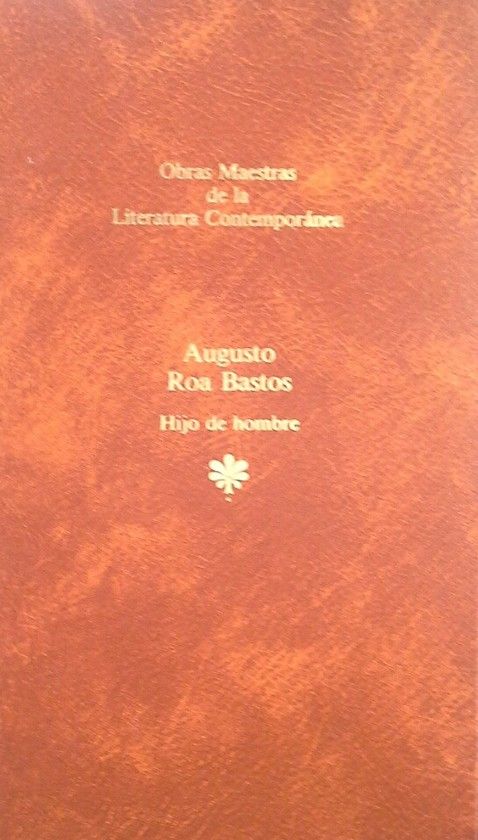 Obras Maestras
de la
Literatura Contemporánea
Augusto
Roa Bastos
Hijo de hombre